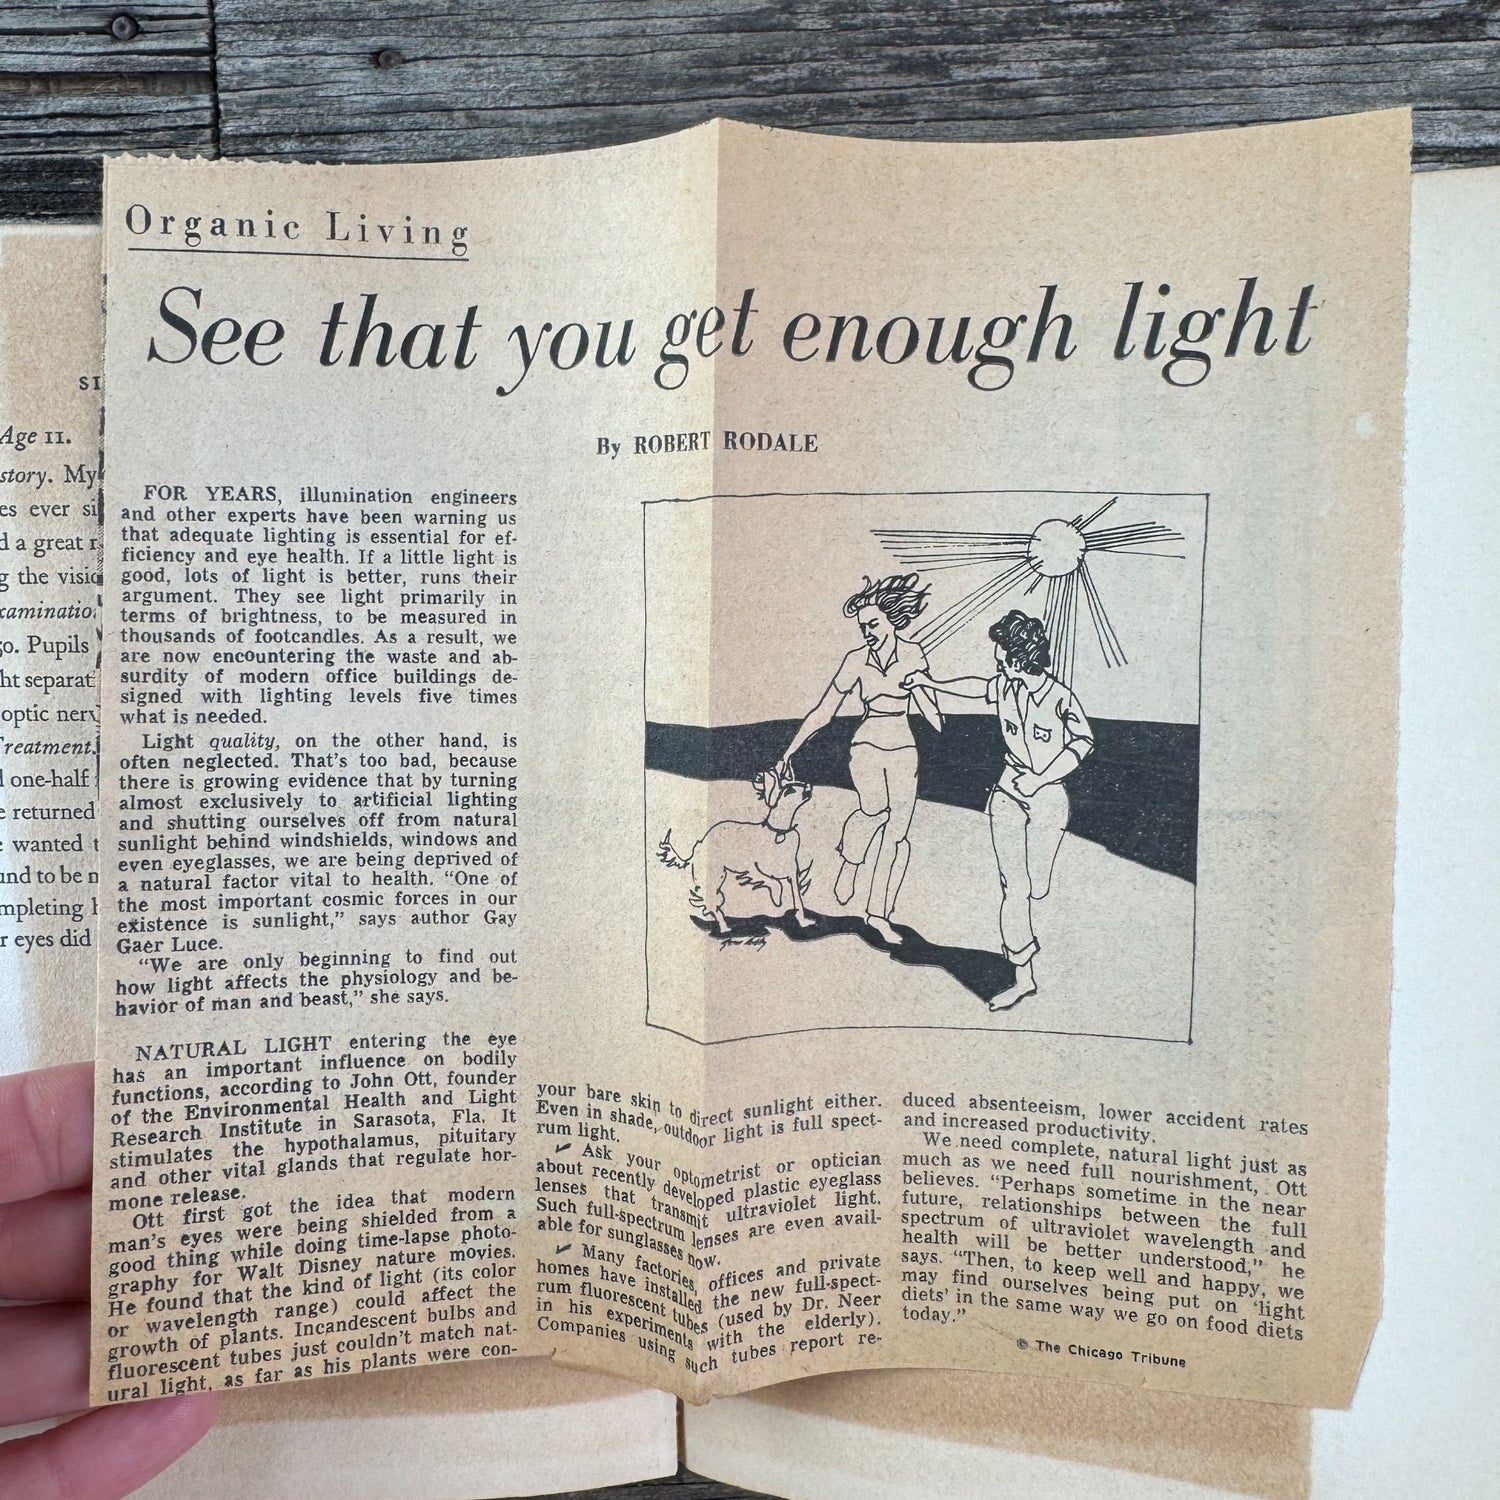 Organic Living
See that you get enough light
By ROBERT RODALE
FOR YEARS, illumination engineers
and other experts have been warning us
that adequate lighting is essential for ef-
ficiency and eye health. If a little light is
good, lots of light is better, runs their
argument. They see light primarily in
terms of brightness, to be measured in
thousands of footcandles. As a result, we
are now encountering the waste and ab-
surdity of modern office buildings de-
signed with lighting levels five times
what is needed.
Light quality, on the other hand, is
often neglected. That's too bad, because
there is growing evidence that by turning
almost exclusively to artificial lighting
and shutting ourselves off from natural
sunlight behind windshields, windows and
even eyeglasses, we are being deprived of
a natural factor vital to health. "One of
the most important cosmic forces in our
existence is sunlight," says author Gay
Gaer Luce.
"We are only beginning to find out
how light affects the physiology and be-
havior of man and beast," she says.
NATURAL LIGHT entering the eye
has an important influence on bodily
functions, according to John Ott, founder
of the Environmental Health and Light
Research Institute in Sarasota, Fla. It
stimulates the hypothalamus, pituitary
and other vital glands that regulate hor-
mone release.
Ott first got the idea that modern
man's eyes were being shielded from a
good thing while doing time-lapse photo-
graphy for Walt Disney nature movies.
He found that the kind of light (its color
or wavelength range) could affect the
growth of plants. Incandescent bulbs and
fluorescent tubes just couldn't match nat-
ural light, as far as his plants were con-
your bare skin to direct sunlight either.
Even in shade, outdoor light is full spect-
rum light.
✓ Ask your optometrist or optician
about recently developed plastic eyeglass
lenses that transmit ultraviolet light.
Such full-spectrum lenses are even avail-
able for sunglasses now.
✓ Many factories, offices and private
homes have installed the new full-spect-
rum fluorescent tubes (used by Dr. Neer
in his experiments with the elderly).
Companies using such tubes report re-
duced absenteeism, lower accident rates
and increased productivity.
We need complete, natural light just as
much as we need full nourishment, Ott
believes. "Perhaps sometime in the near
future, relationships between the full
spectrum of ultraviolet wavelength and
health will be better understood," he
says. "Then, to keep well and happy, we
may find ourselves being put on 'light
diets' in the same way we go on food diets
today."
© The Chicago Tribune
SI
Age 11.
story. My
es ever si
d a great
g the visi
xaminatio
go. Pupils
ht separat
optic nerv
Treatment.
d one-half
e returned
wanted t
und to be n
mpleting
r eyes did